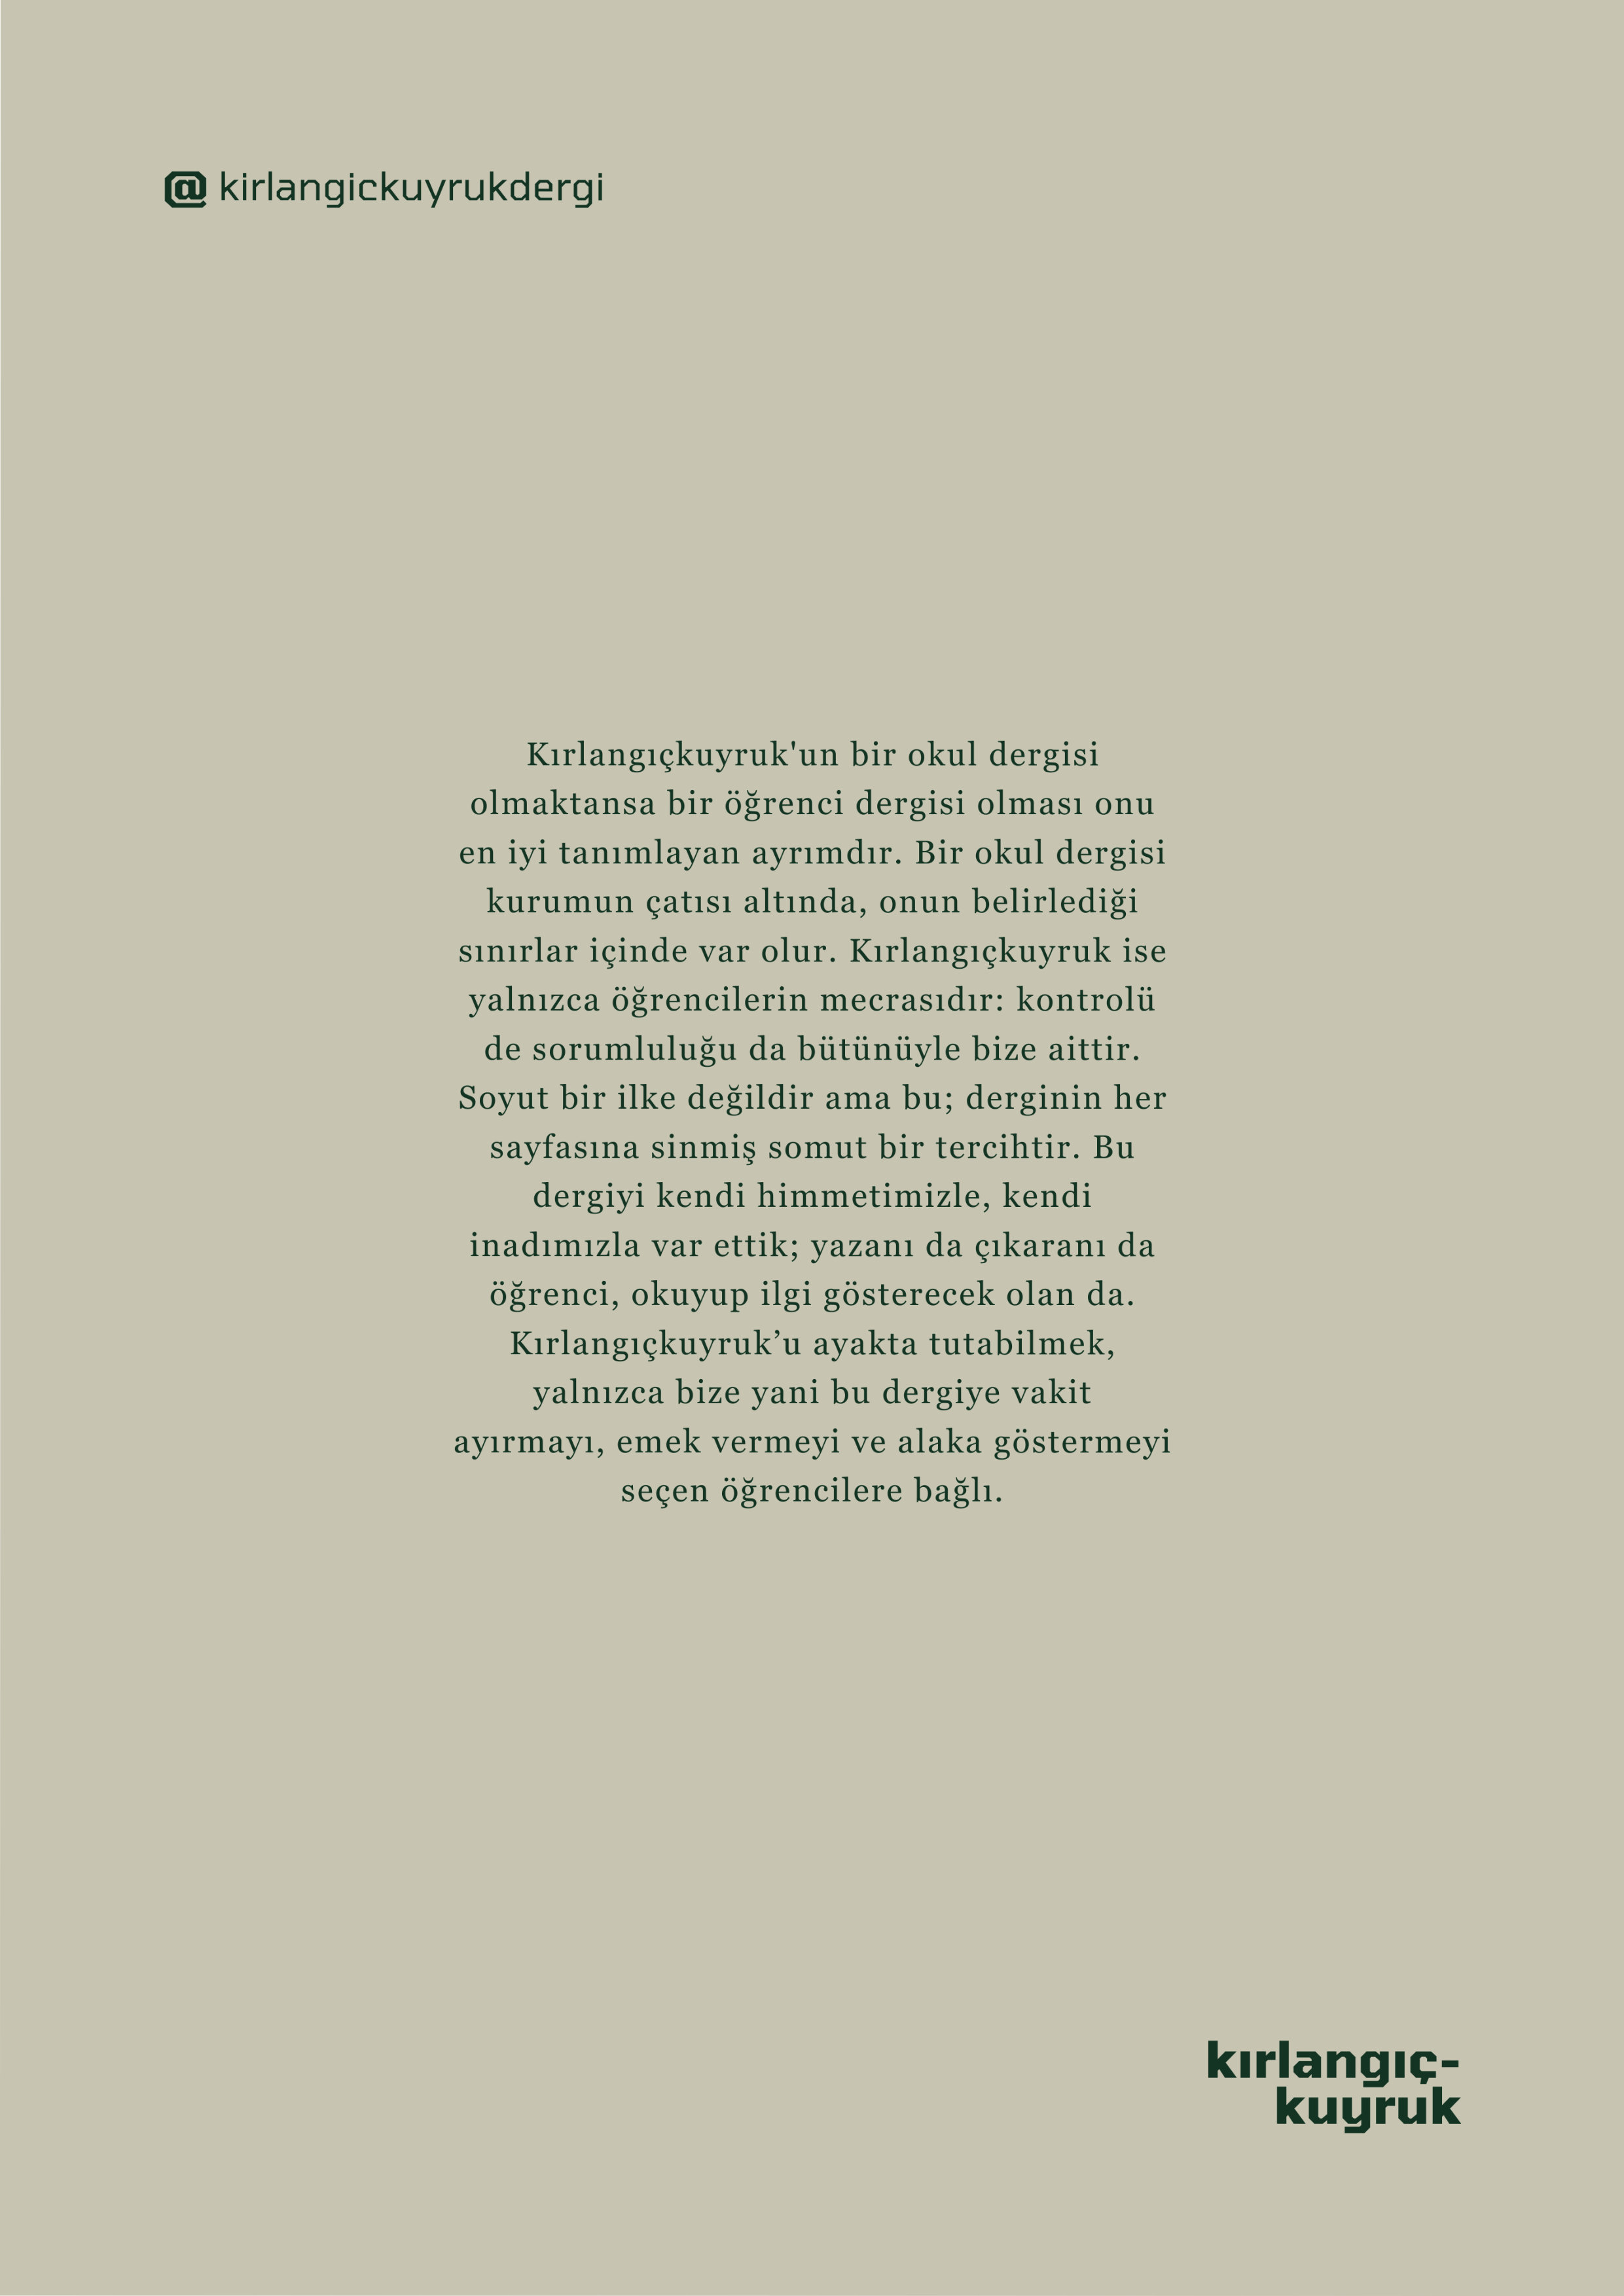 @ kirlangickuyrukdergi
Kırlangıçkuyruk'un bir okul dergisi
olmaktansa bir öğrenci dergisi olması onu
en iyi tanımlayan ayrımdır. Bir okul dergisi
kurumun çatısı altında, onun belirlediği
sınırlar içinde var olur. Kırlangıçkuyruk ise
yalnızca öğrencilerin mecrasıdır: kontrolü
de sorumluluğu da bütünüyle bize aittir.
Soyut bir ilke değildir ama bu; derginin her
sayfasına sinmiş somut bir tercihtir. Bu
dergiyi kendi himmetimizle, kendi
inadımızla var ettik; yazanı da çıkaranı da
öğrenci, okuyup ilgi gösterecek olan da.
Kırlangıçkuyruk’u ayakta tutabilmek,
yalnızca bize yani bu dergiye vakit
ayırmayı, emek vermeyi ve alaka göstermeyi
seçen öğrencilere bağlı.
kırlangıç-
kuyruk